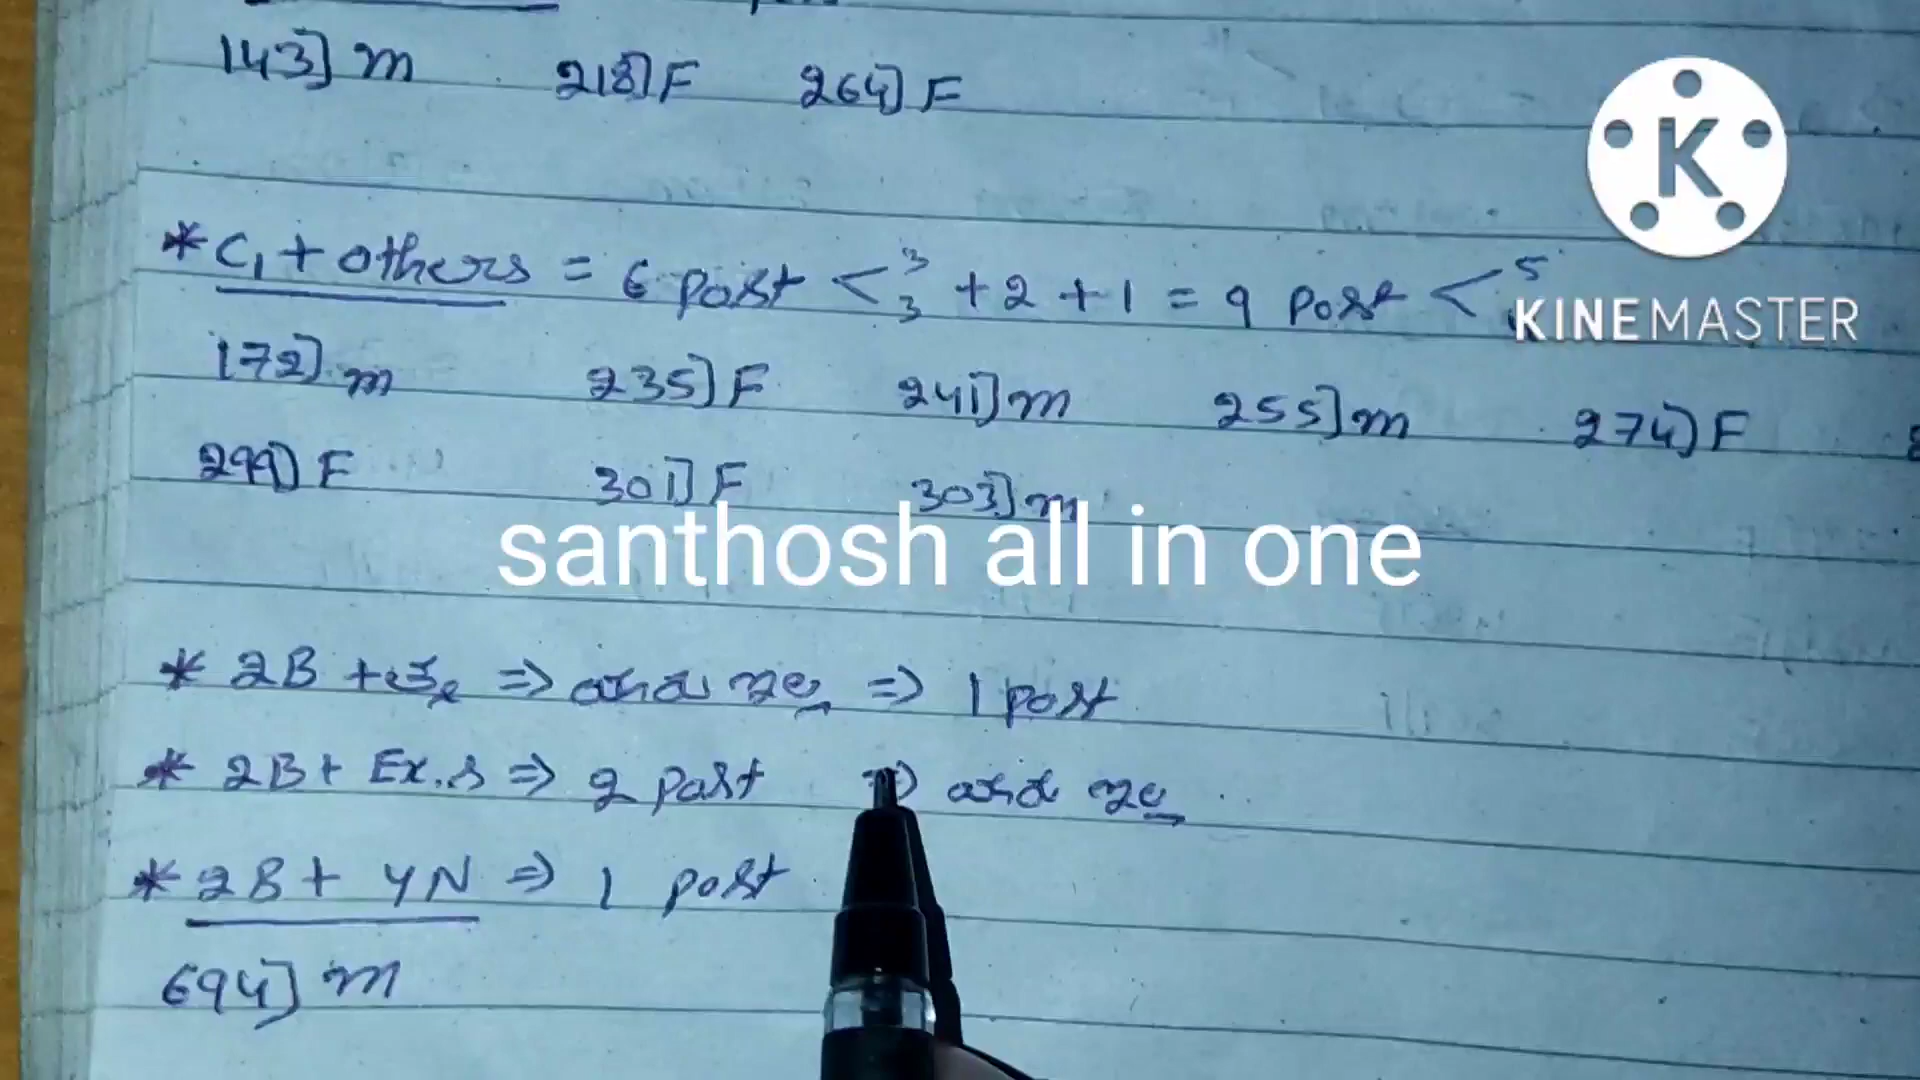 143] m 218] F 264] F
* C1 + others = 6 post < 3 3 + 2 + 1 = 9 post < 5
172] m 235] F 241] m 255] m 274] F
299] F 301] F 303] m
* 2B + => => 1 post
* 2B + Ex.s => 2 post =>
* 2B + YN => 1 post
694] m
K
KINEMASTER
santhosh all in one